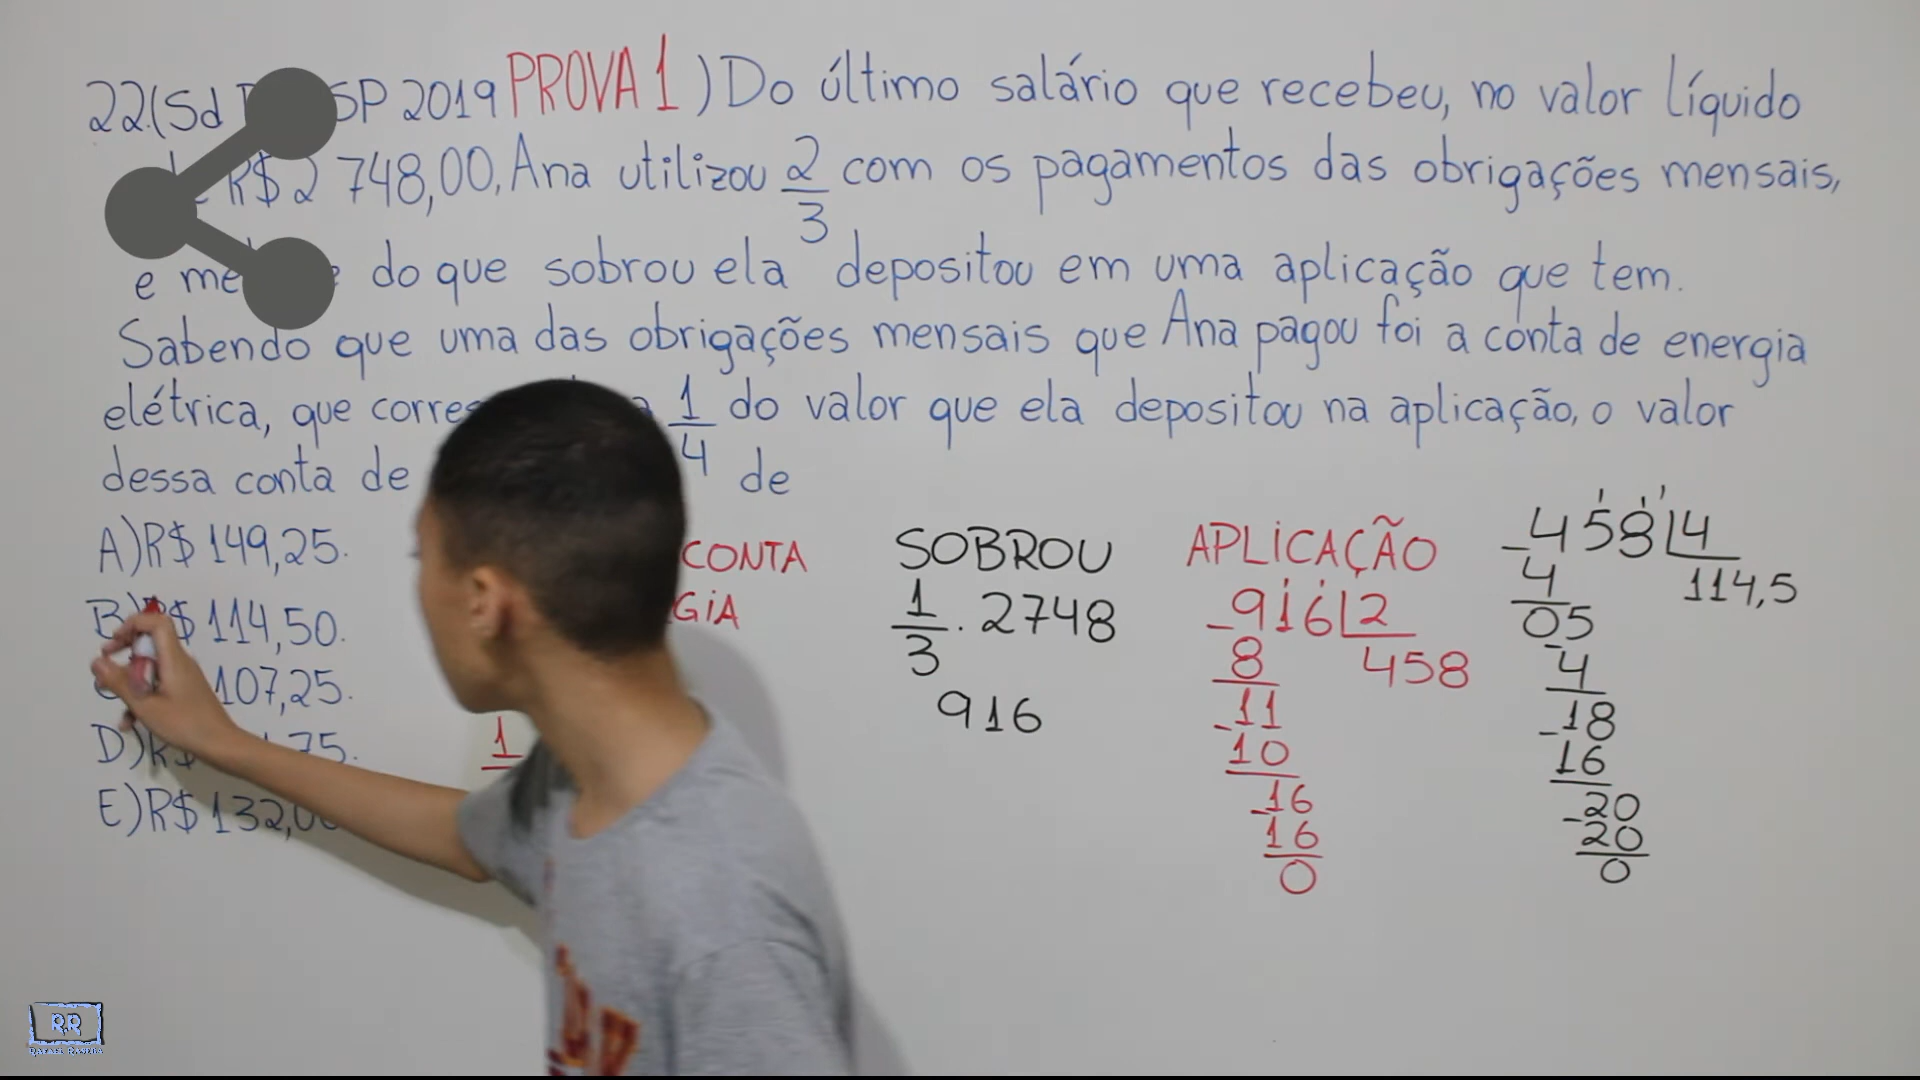 22.(Sd SP 2019 PROVA 1) Do último salário que recebeu, no valor líquido
R$ 2 748,00, Ana utilizou 2/3 com os pagamentos das obrigações mensais,
e do que sobrou ela depositou em uma aplicação que tem.
Sabendo que uma das obrigações mensais que Ana pagou foi a conta de energia
elétrica, que 1/4 do valor que ela depositou na aplicação, o valor
dessa conta de de
A) R$ 149,25.
B) R$ 114,50.
107,25.
D) R$ 75.
E) R$ 132,
CONTA
1
SOBROU
1/3 . 2748
916
APLICAÇÃO
-916 2
8 458
-11
10
-16
16
0
-458 4
4 114,5
05
-4
-18
16
-20
20
0
RR